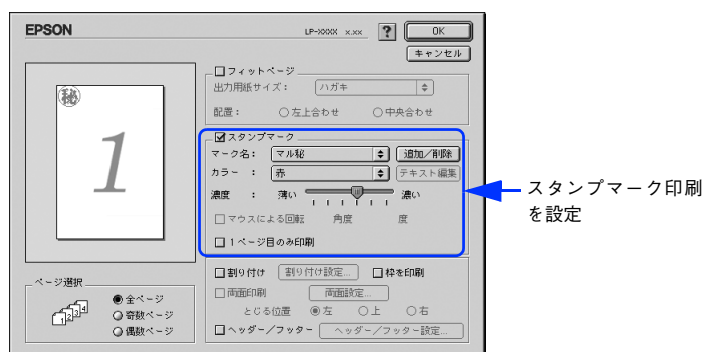 EPSON
LP-XXXX x.xx
?
OK
キャンセル
フィットページ
出力用紙サイズ： ハガキ
配置： 左上合わせ 中央合わせ
㊙
1
スタンプマーク
マーク名： マル秘 追加／削除
カラー ： 赤 テキスト編集
濃度 ： 薄い 濃い
マウスによる回転 角度 度
1ページ目のみ印刷
スタンプマーク印刷
を設定
割り付け 割り付け設定... 枠を印刷
両面印刷 両面設定...
とじる位置 左 上 右
ヘッダー／フッター ヘッダー／フッター設定...
ページ選択
1 2 3 4
全ページ
奇数ページ
偶数ページ